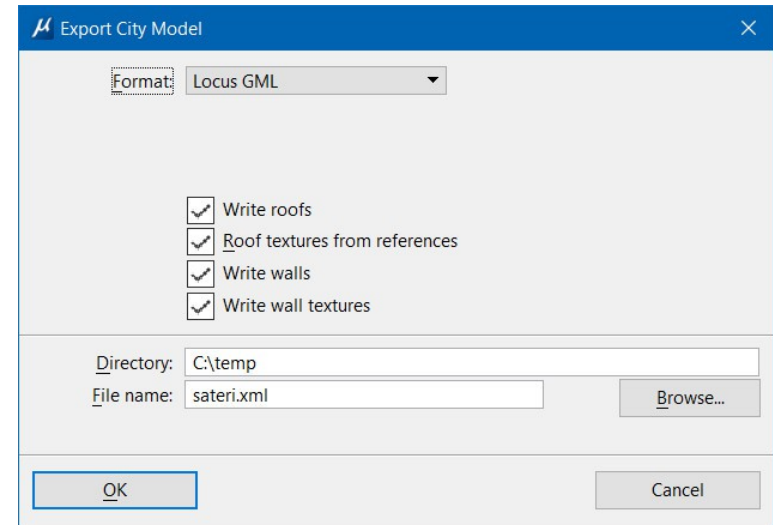 µ Export City Model
Format: Locus GML
Write roofs
Roof textures from references
Write walls
Write wall textures
Directory: C:\temp
File name: sateri.xml
Browse...
OK Cancel